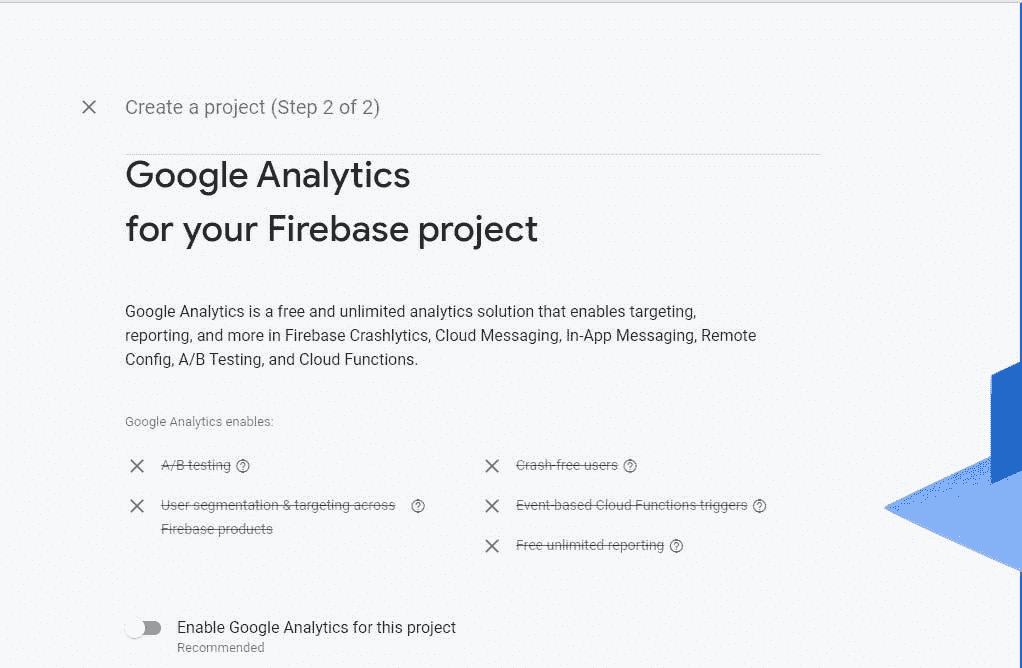 Create a project (Step 2 of 2)
Google Analytics
for your Firebase project
Google Analytics is a free and unlimited analytics solution that enables targeting,
reporting, and more in Firebase Crashlytics, Cloud Messaging, In-App Messaging, Remote
Config, A/B Testing, and Cloud Functions.
Google Analytics enables:
A/B testing
User segmentation & targeting across
Firebase products
Crash-free users
Event-based Cloud Functions triggers
Free unlimited reporting
Enable Google Analytics for this project
Recommended